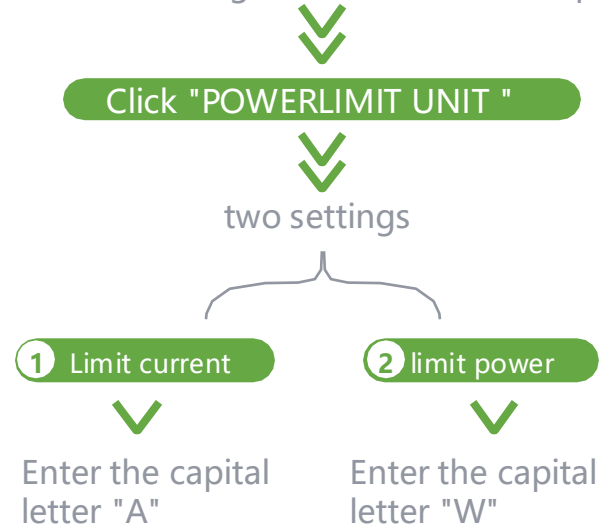 Click "POWERLIMIT UNIT "
two settings
1 Limit current
2 limit power
Enter the capital
letter "A"
Enter the capital
letter "W"